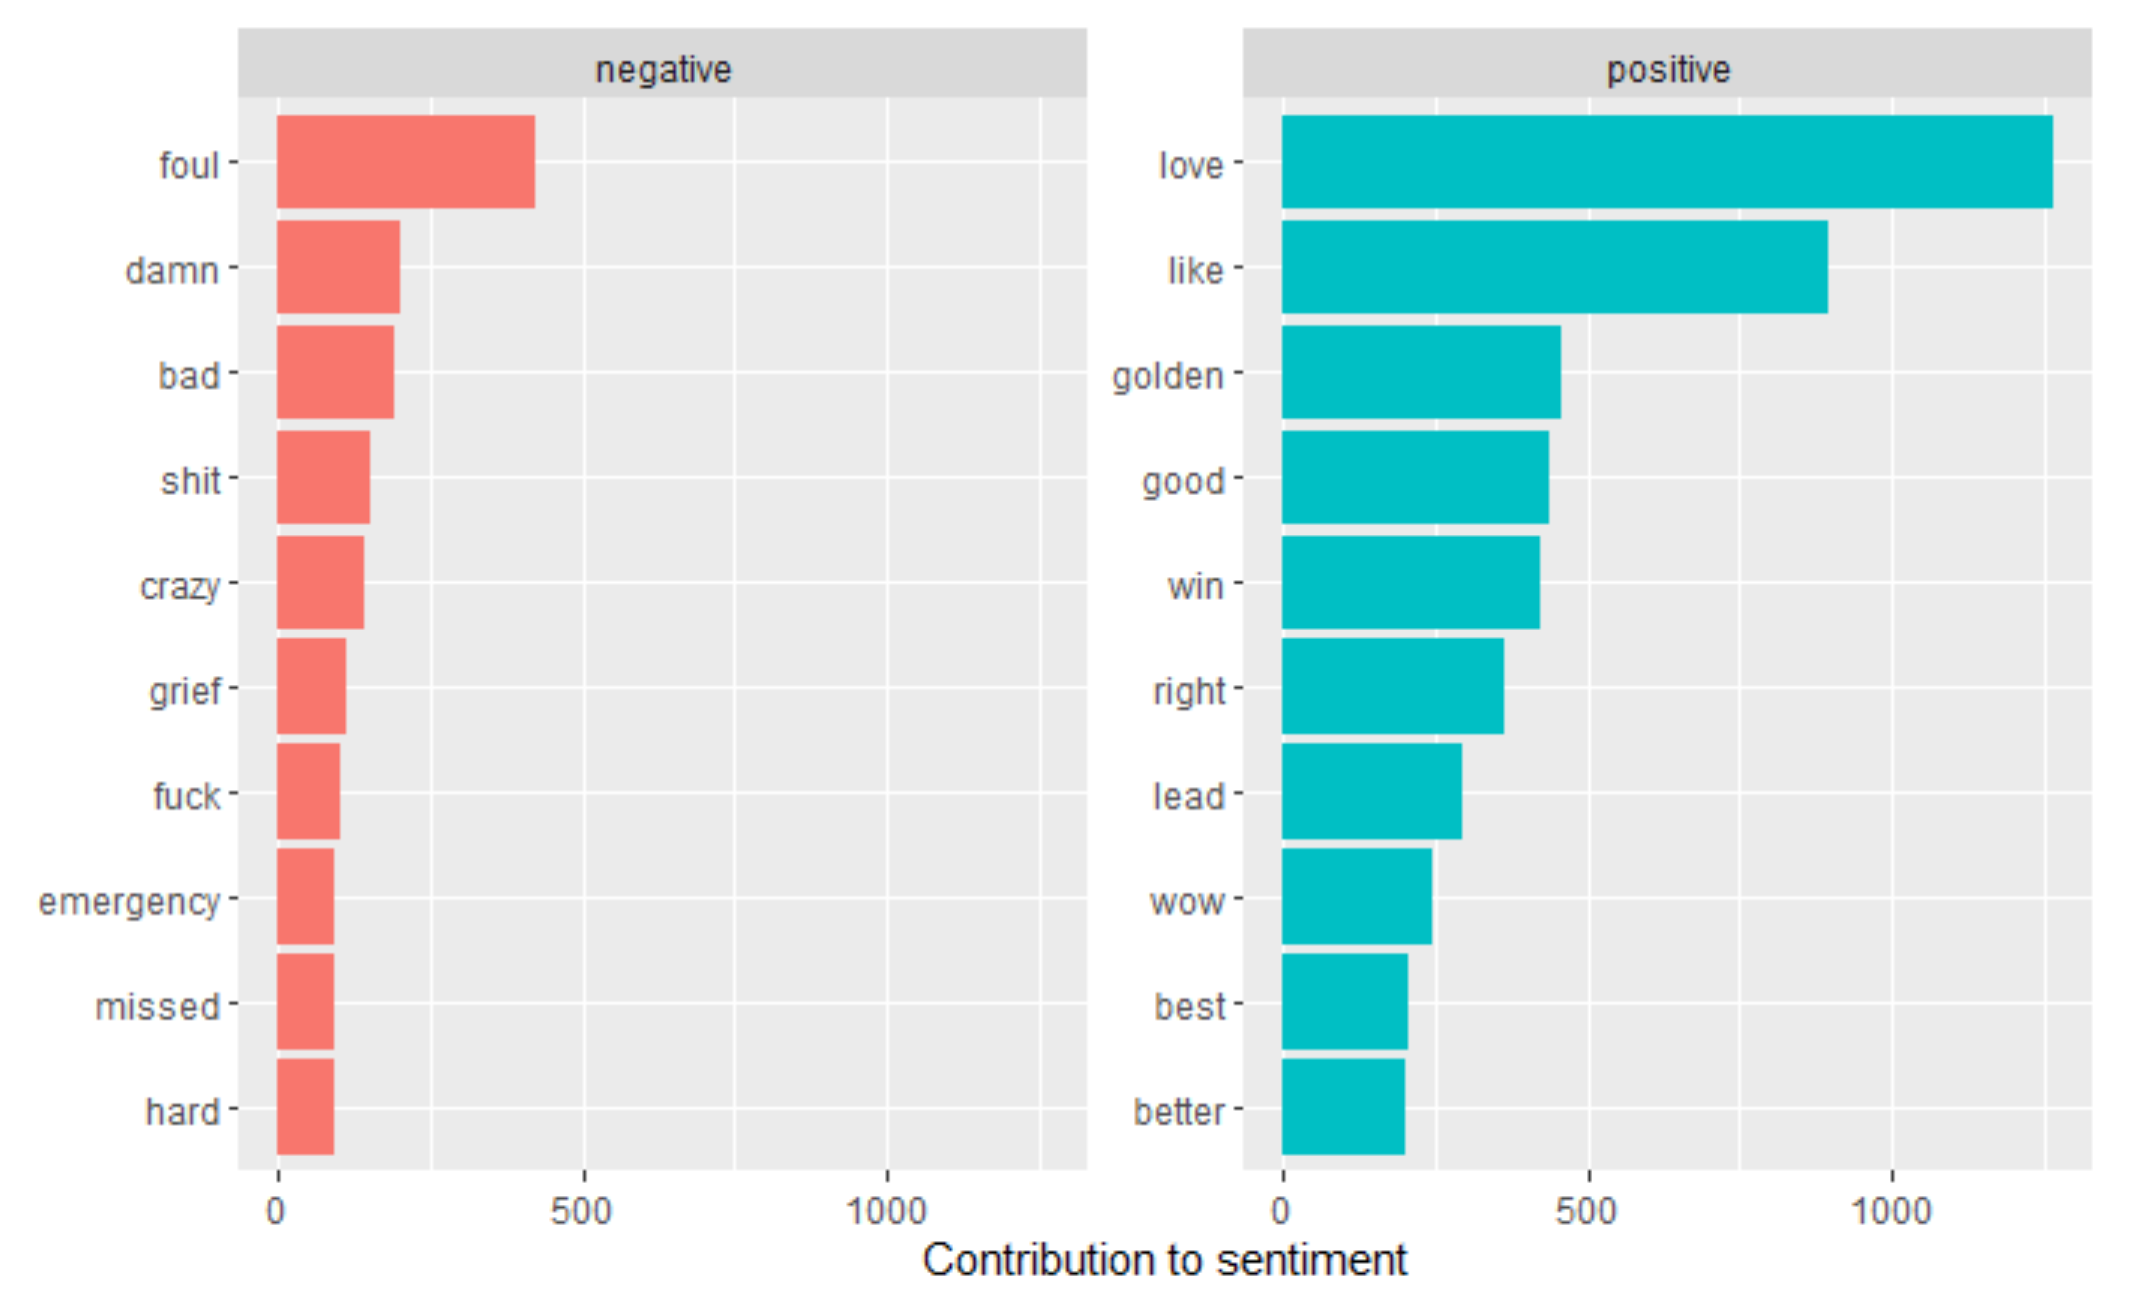 negative
foul
damn
bad
shit
crazy
grief
fuck
emergency
missed
hard
0 500 1000
positive
love
like
golden
good
win
right
lead
wow
best
better
0 500 1000
Contribution to sentiment